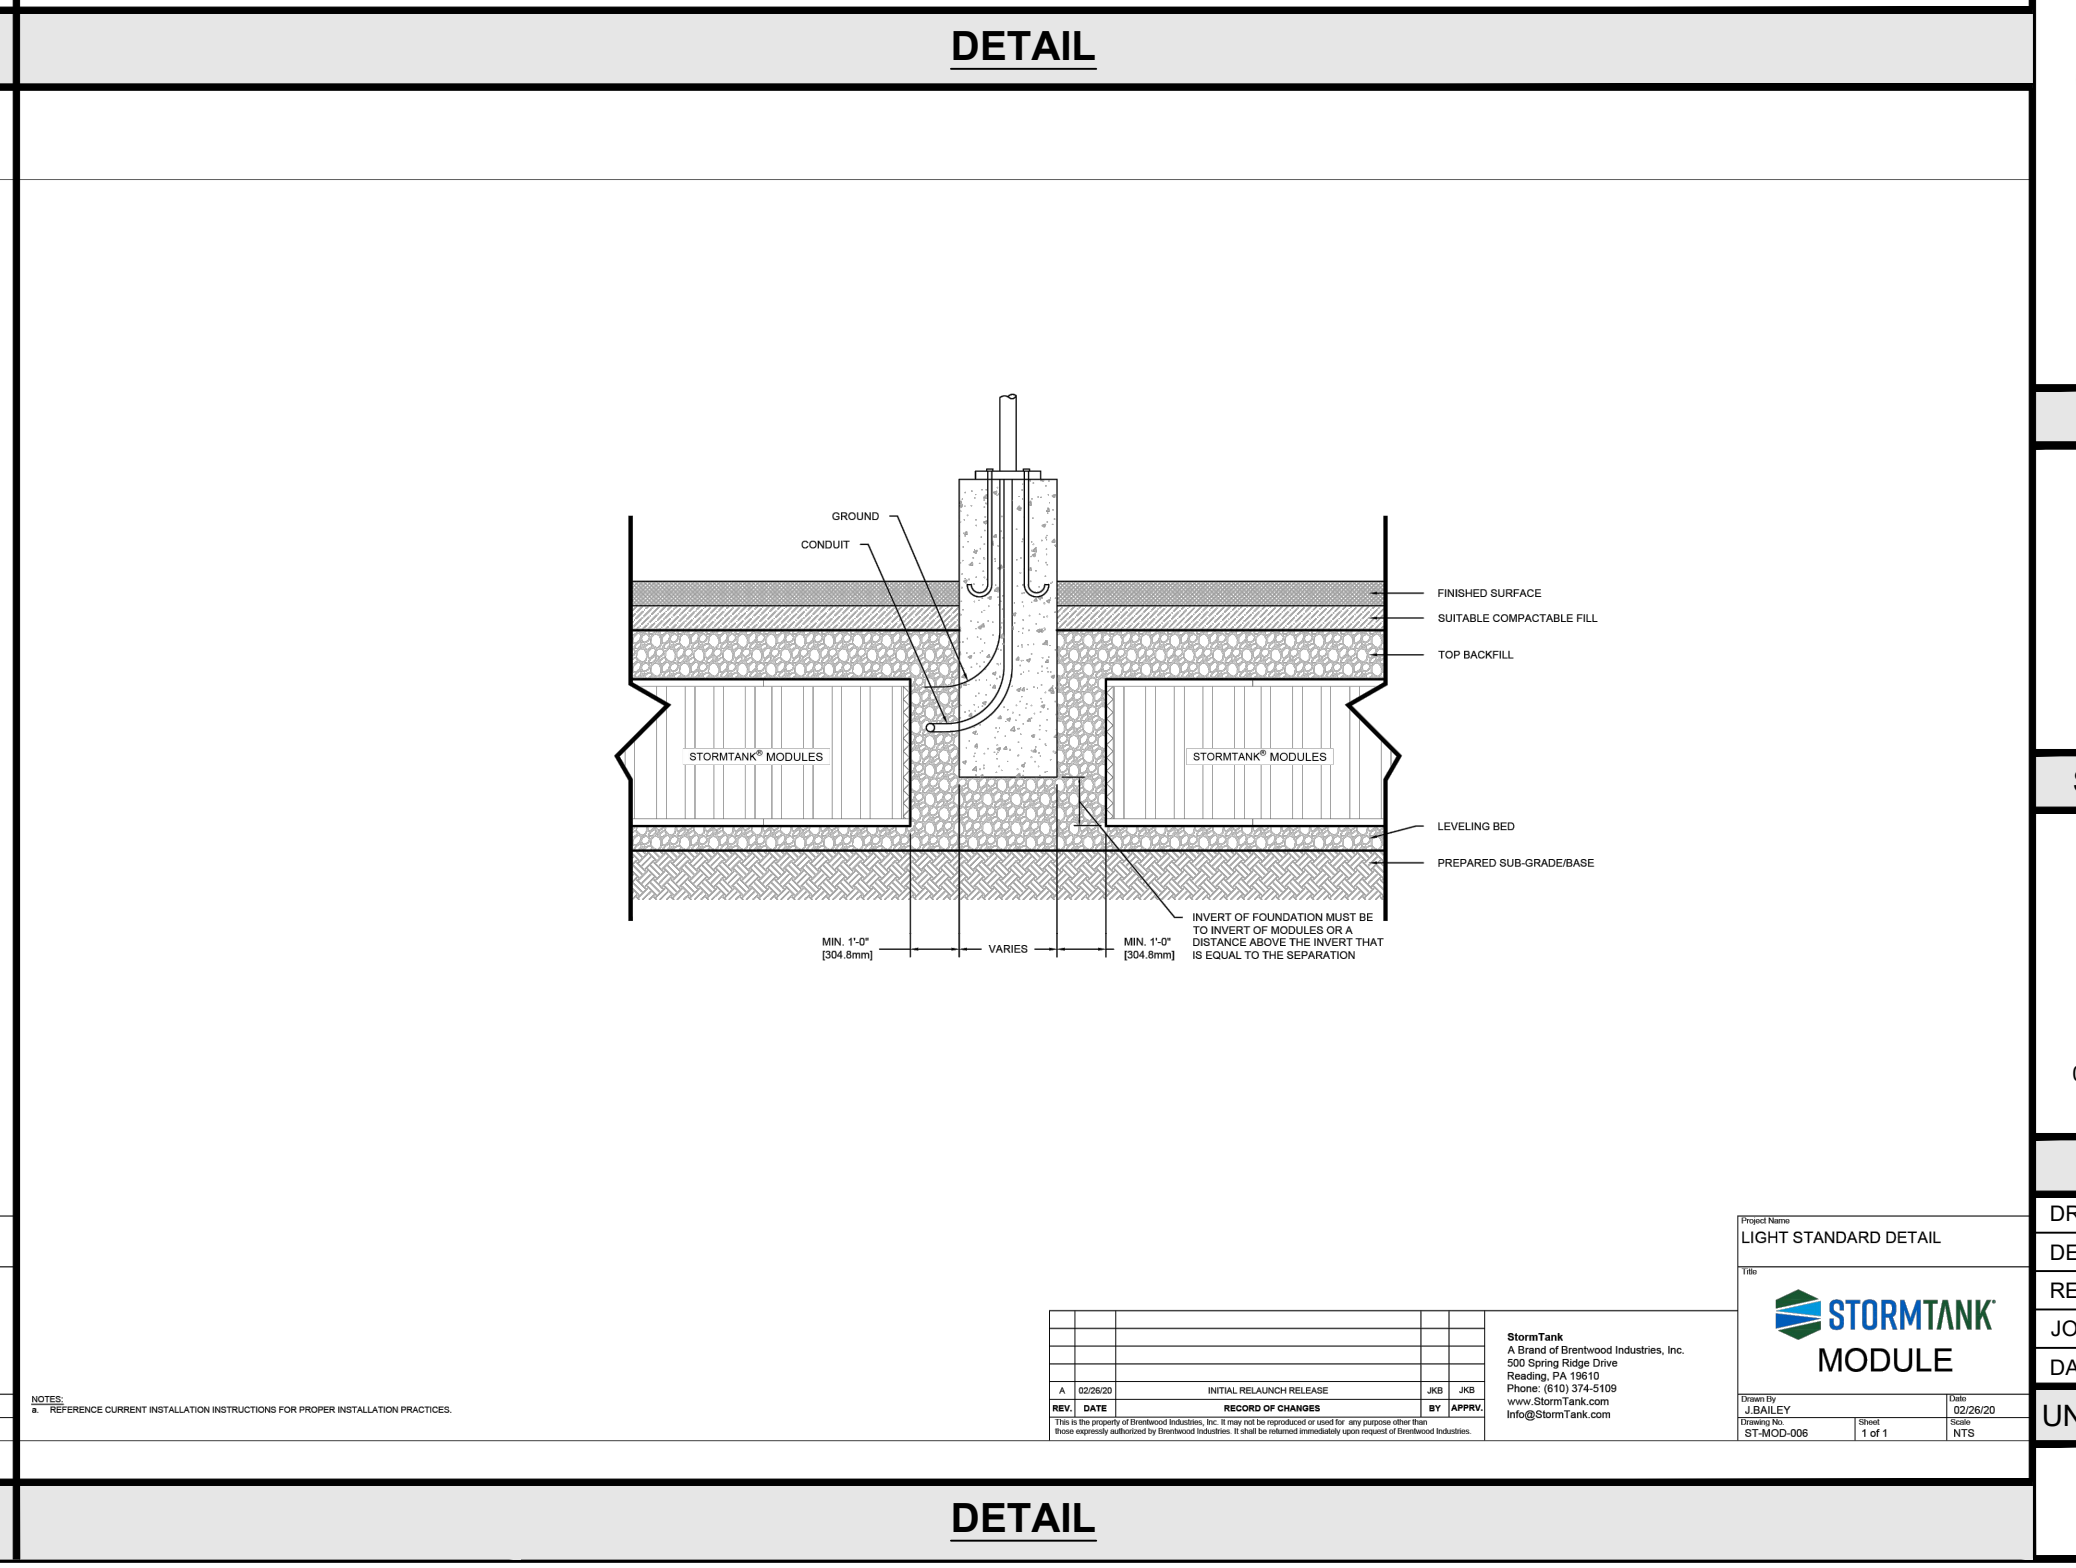 DETAIL
GROUND
CONDUIT
FINISHED SURFACE
SUITABLE COMPACTABLE FILL
TOP BACKFILL
STORMTANK® MODULES
STORMTANK® MODULES
LEVELING BED
PREPARED SUB-GRADE/BASE
INVERT OF FOUNDATION MUST BE
TO INVERT OF MODULES OR A
DISTANCE ABOVE THE INVERT THAT
IS EQUAL TO THE SEPARATION
MIN. 1'-0"
[304.8mm]
VARIES
MIN. 1'-0"
[304.8mm]
NOTES:
a. REFERENCE CURRENT INSTALLATION INSTRUCTIONS FOR PROPER INSTALLATION PRACTICES.
A 02/26/20 INITIAL RELAUNCH RELEASE JKB JKB
REV. DATE RECORD OF CHANGES BY APPRV.
This is the property of Brentwood Industries, Inc. It may not be reproduced or used for any purpose other than
those expressly authorized by Brentwood Industries. It shall be returned immediately upon request of Brentwood Industries.
StormTank
A Brand of Brentwood Industries, Inc.
500 Spring Ridge Drive
Reading, PA 19610
Phone: (610) 374-5109
www.StormTank.com
Info@StormTank.com
Project Name
LIGHT STANDARD DETAIL
Title
STORMTANK®
MODULE
Drawn By
J.BAILEY
Date
02/26/20
Drawing No.
ST-MOD-006
Sheet
1 of 1
Scale
NTS
DR
DE
RE
JO
DA
UN
DETAIL